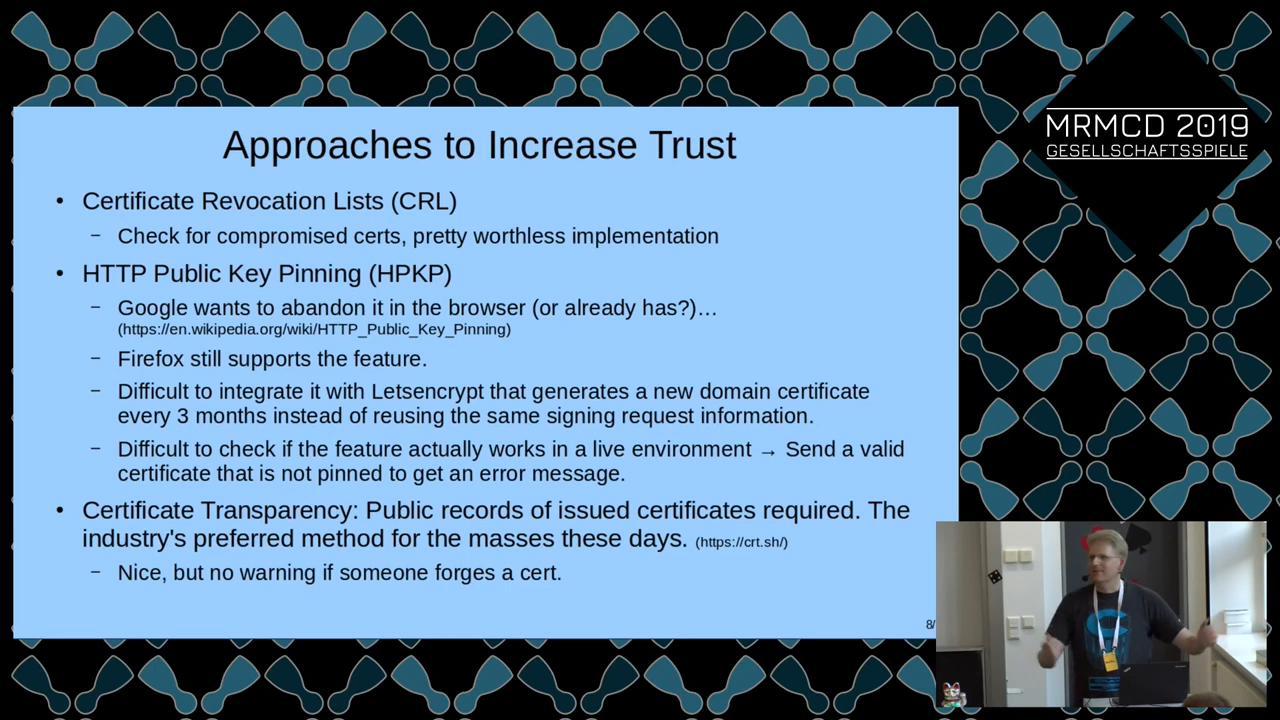 Approaches to Increase Trust
• Certificate Revocation Lists (CRL)
– Check for compromised certs, pretty worthless implementation
• HTTP Public Key Pinning (HPKP)
– Google wants to abandon it in the browser (or already has?)…
(https://en.wikipedia.org/wiki/HTTP_Public_Key_Pinning)
– Firefox still supports the feature.
– Difficult to integrate it with Letsencrypt that generates a new domain certificate
every 3 months instead of reusing the same signing request information.
– Difficult to check if the feature actually works in a live environment → Send a valid
certificate that is not pinned to get an error message.
• Certificate Transparency: Public records of issued certificates required. The
industry's preferred method for the masses these days. (https://crt.sh/)
– Nice, but no warning if someone forges a cert.
8/
MRMCD 2019
GESELLSCHAFTSSPIELE